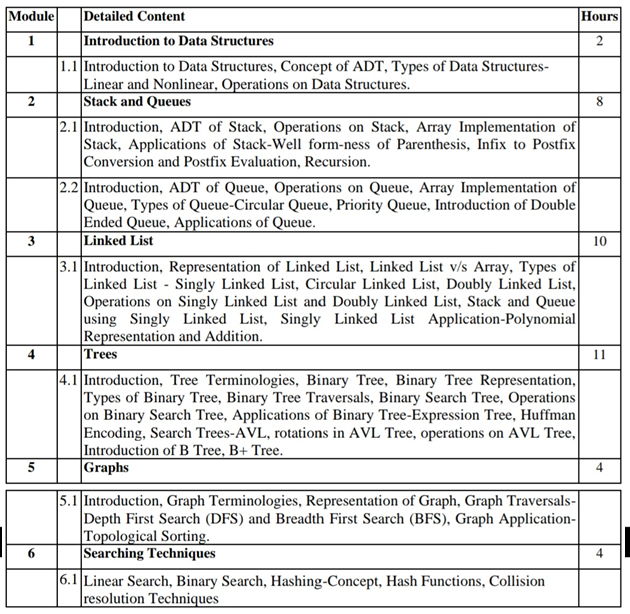 Module Detailed Content Hours
1 Introduction to Data Structures 2
1.1 Introduction to Data Structures, Concept of ADT, Types of Data Structures-
Linear and Nonlinear, Operations on Data Structures.
2 Stack and Queues 8
2.1 Introduction, ADT of Stack, Operations on Stack, Array Implementation of
Stack, Applications of Stack-Well form-ness of Parenthesis, Infix to Postfix
Conversion and Postfix Evaluation, Recursion.
2.2 Introduction, ADT of Queue, Operations on Queue, Array Implementation of
Queue, Types of Queue-Circular Queue, Priority Queue, Introduction of Double
Ended Queue, Applications of Queue.
3 Linked List 10
3.1 Introduction, Representation of Linked List, Linked List v/s Array, Types of
Linked List - Singly Linked List, Circular Linked List, Doubly Linked List,
Operations on Singly Linked List and Doubly Linked List, Stack and Queue
using Singly Linked List, Singly Linked List Application-Polynomial
Representation and Addition.
4 Trees 11
4.1 Introduction, Tree Terminologies, Binary Tree, Binary Tree Representation,
Types of Binary Tree, Binary Tree Traversals, Binary Search Tree, Operations
on Binary Search Tree, Applications of Binary Tree-Expression Tree, Huffman
Encoding, Search Trees-AVL, rotations in AVL Tree, operations on AVL Tree,
Introduction of B Tree, B+ Tree.
5 Graphs 4
5.1 Introduction, Graph Terminologies, Representation of Graph, Graph Traversals-
Depth First Search (DFS) and Breadth First Search (BFS), Graph Application-
Topological Sorting.
6 Searching Techniques 4
6.1 Linear Search, Binary Search, Hashing-Concept, Hash Functions, Collision
resolution Techniques